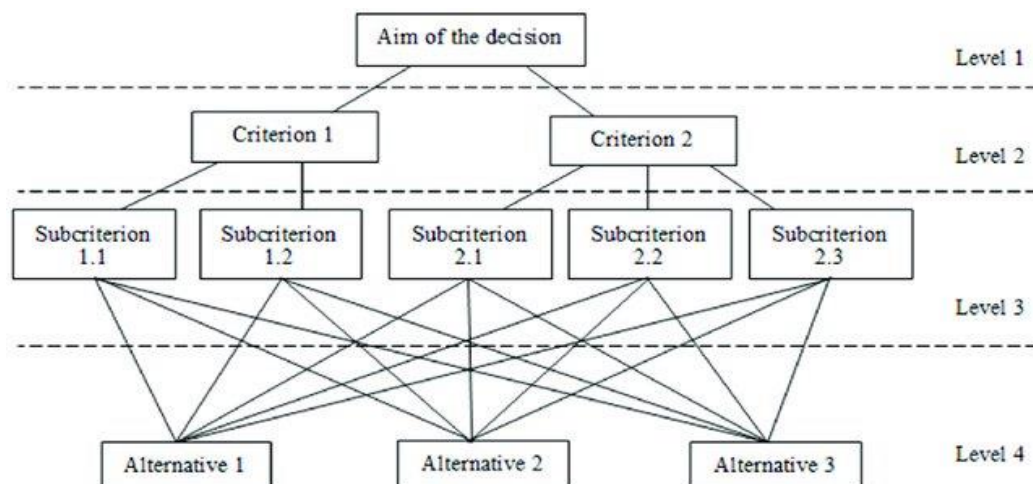 Aim of the decision
Level 1
Criterion 1
Criterion 2
Level 2
Subcriterion
1.1
Subcriterion
1.2
Subcriterion
2.1
Subcriterion
2.2
Subcriterion
2.3
Level 3
Alternative 1
Alternative 2
Alternative 3
Level 4